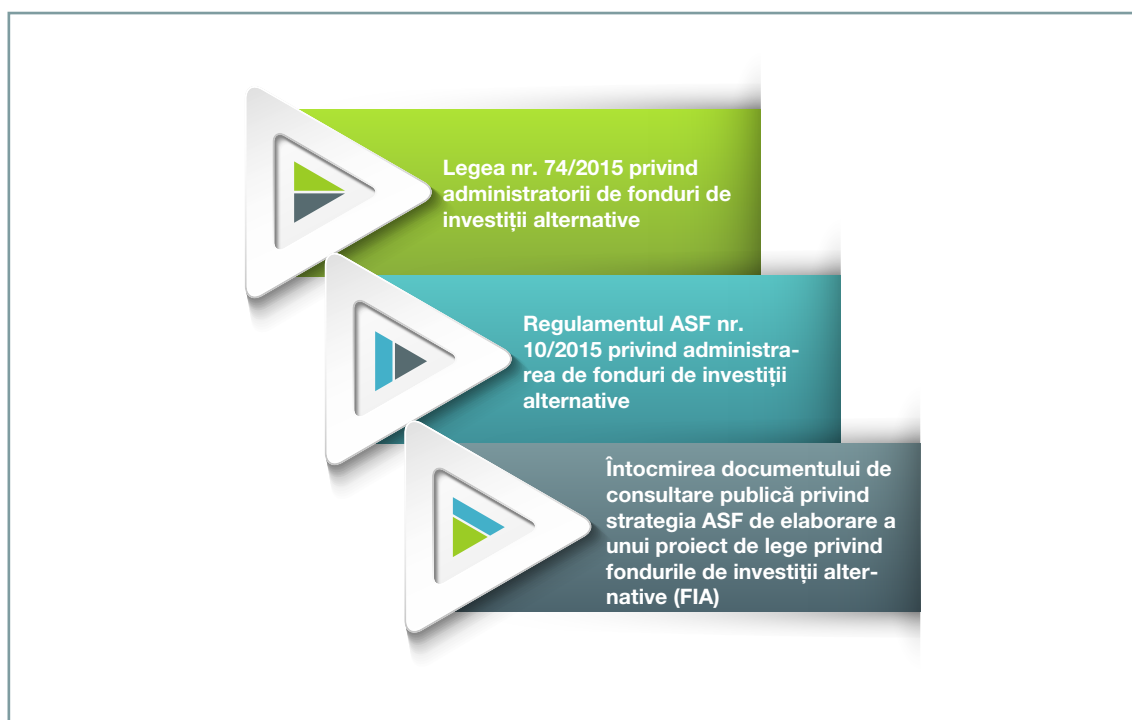 Legea nr. 74/2015 privind
administratorii de fonduri de
investiții alternative
Regulamentul ASF nr.
10/2015 privind administra-
rea de fonduri de investiții
alternative
Întocmirea documentului de
consultare publică privind
strategia ASF de elaborare a
unui proiect de lege privind
fondurile de investiții alter-
native (FIA)